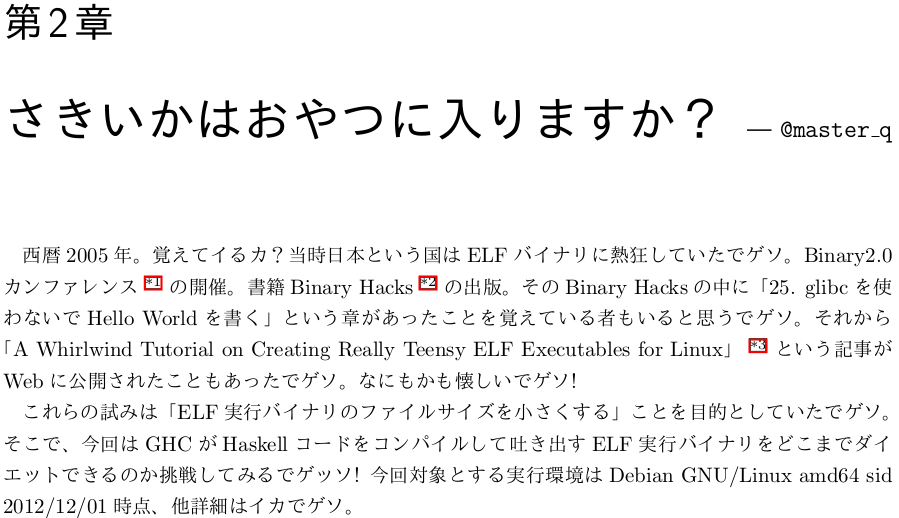 第2章
さきいかはおやつに入りますか？ — @master_q
西暦 2005 年。覚えてイるカ？当時日本という国は ELF バイナリに熱狂していたでゲソ。Binary2.0
カンファレンス *1 の開催。書籍 Binary Hacks *2 の出版。その Binary Hacks の中に「25. glibc を使
わないで Hello World を書く」という章があったことを覚えている者もいると思うでゲソ。それから
「A Whirlwind Tutorial on Creating Really Teensy ELF Executables for Linux」 *3 という記事が
Web に公開されたこともあったでゲソ。なにもかも懐しいでゲソ!
これらの試みは「ELF 実行バイナリのファイルサイズを小さくする」ことを目的としていたでゲソ。
そこで、今回は GHC が Haskell コードをコンパイルして吐き出す ELF 実行バイナリをどこまでダイ
エットできるのか挑戦してみるでゲッソ! 今回対象とする実行環境は Debian GNU/Linux amd64 sid
2012/12/01 時点、他詳細はイカでゲソ。